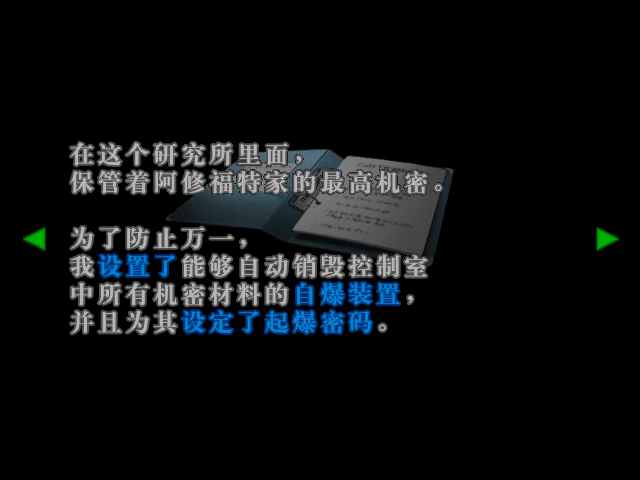 在这个研究所里面，
保管着阿修福特家的最高机密。
为了防止万一，
我设置了能够自动销毁控制室
中所有机密材料的自爆装置，
并且为其设定了起爆密码。